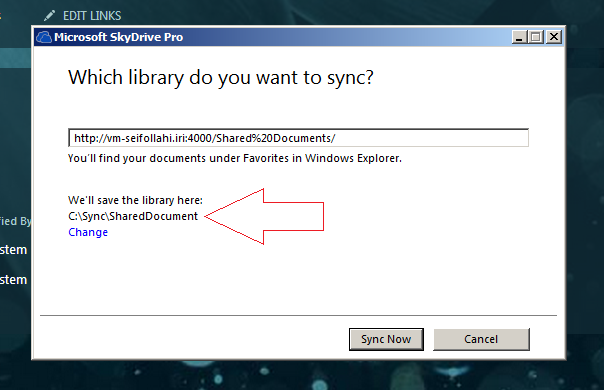 EDIT LINKS
Microsoft SkyDrive Pro
Which library do you want to sync?
http://vm-seifollahi.iri:4000/Shared%20Documents/
You'll find your documents under Favorites in Windows Explorer.
We'll save the library here:
C:\Sync\SharedDocument
Change
fied By
stem
stem
Sync Now
Cancel